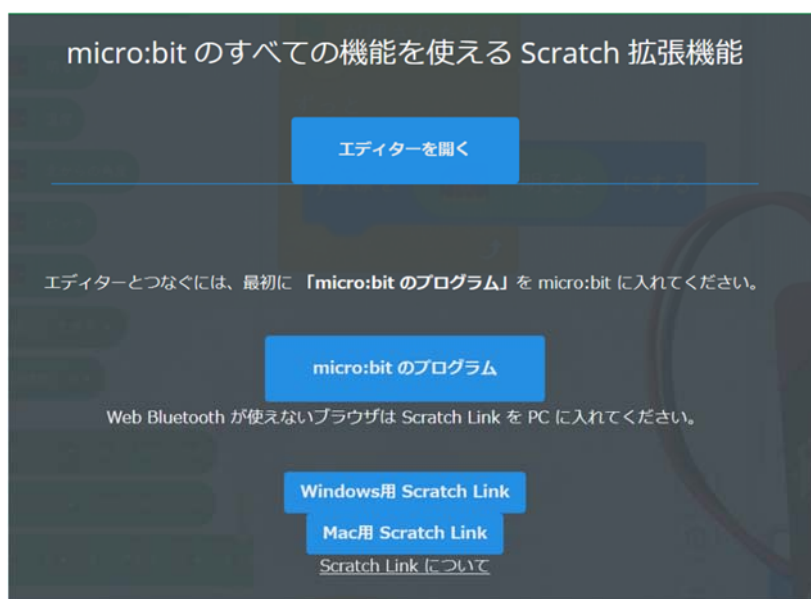 micro:bit のすべての機能を使える Scratch 拡張機能
エディターを開く
エディターとつなぐには、最初に 「micro:bit のプログラム」を micro:bit に入れてください。
micro:bit のプログラム
Web Bluetooth が使えないブラウザは Scratch Link を PC に入れてください。
Windows用 Scratch Link
Mac用 Scratch Link
Scratch Link について